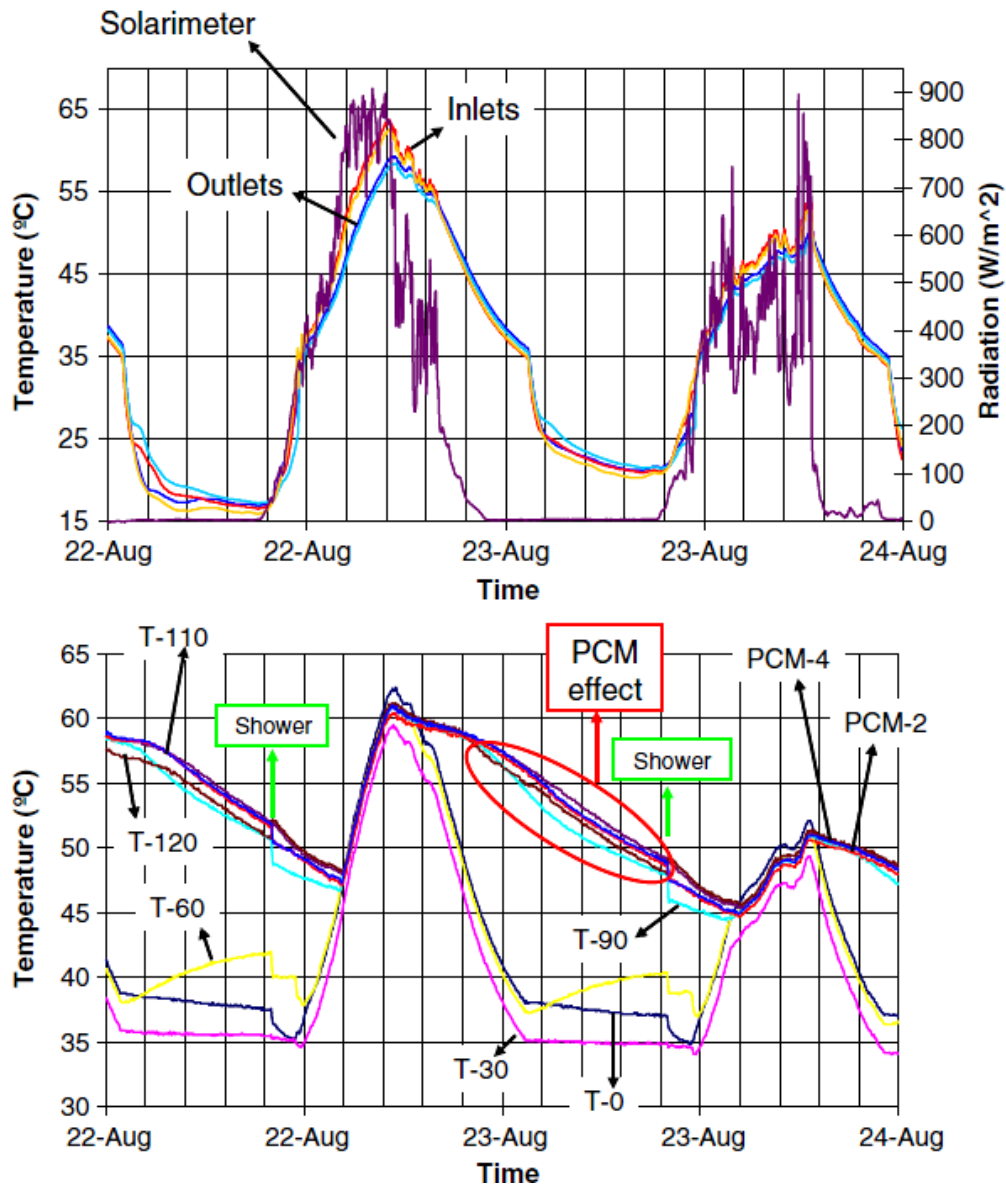 Solarimeter
Inlets
Outlets
Temperature (ºC)
65
55
45
35
25
15
900
800
700
600
500
400
300
200
100
0
Radiation (W/m^2)
22-Aug 22-Aug 23-Aug 23-Aug 24-Aug
Time
T-110
PCM effect
PCM-4
PCM-2
Shower
Shower
T-120
T-60
T-90
T-30
T-0
Temperature (ºC)
65
60
55
50
45
40
35
30
22-Aug 22-Aug 23-Aug 23-Aug 24-Aug
Time